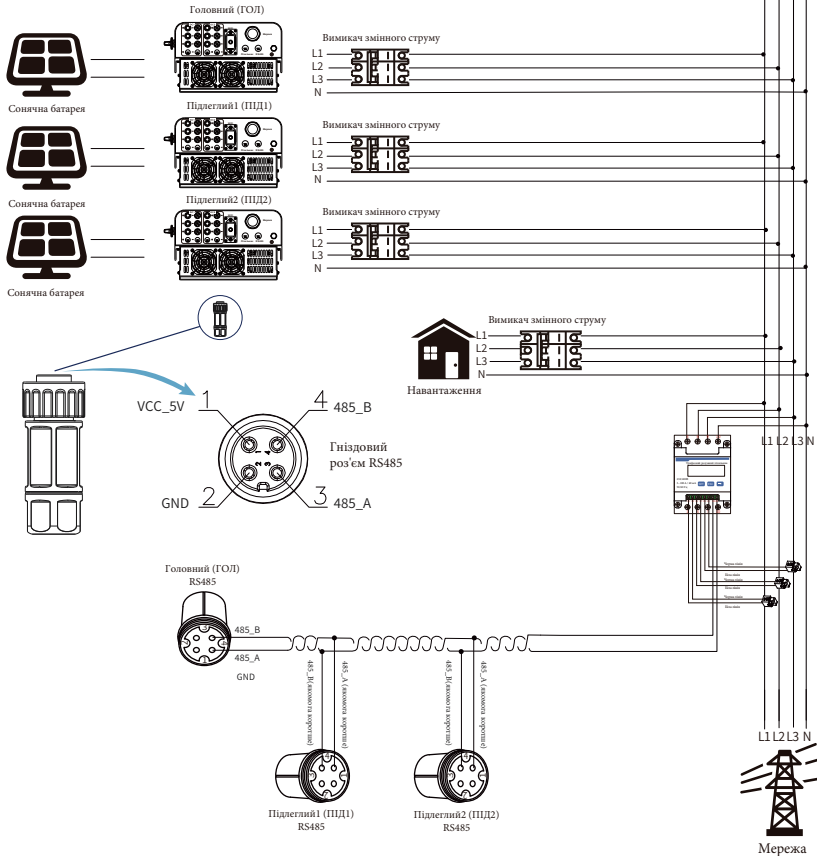 Головний (ГОЛ)
Вимикач змінного струму
L1
L2
L3
N
Сонячна батарея
Підлеглий1 (ПІД1)
Вимикач змінного струму
L1
L2
L3
N
Сонячна батарея
Підлеглий2 (ПІД2)
Вимикач змінного струму
L1
L2
L3
N
Сонячна батарея
Вимикач змінного струму
L1
L2
L3
N
Навантаження
VCC_5V
1
4
485_B
Гніздовий
роз'єм RS485
GND
2
3
485_A
L1 L2 L3 N
Головний (ГОЛ)
RS485
485_B
485_A
GND
485_B(якомога коротше)
485_A (якомога коротше)
485_B(якомога коротше)
485_A (якомога коротше)
Підлеглий1 (ПІД1)
RS485
Підлеглий2 (ПІД2)
RS485
L1 L2 L3 N
Мережа